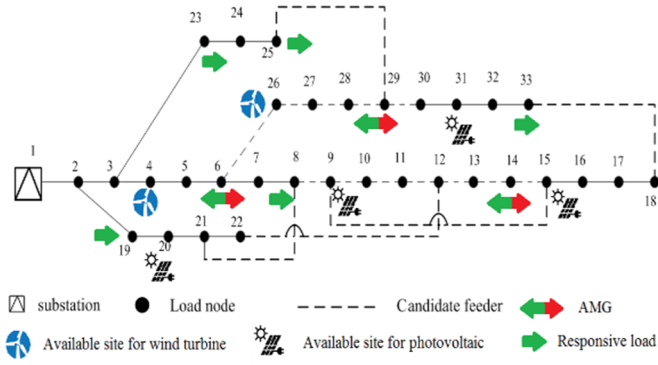 23 24
25
26 27 28 29 30 31 32 33
1
2 3 4 5 6 7 8 9 10 11 12 13 14 15 16 17
18
21 22
19 20
substation Load node Candidate feeder AMG
Available site for wind turbine Available site for photovoltaic Responsive load